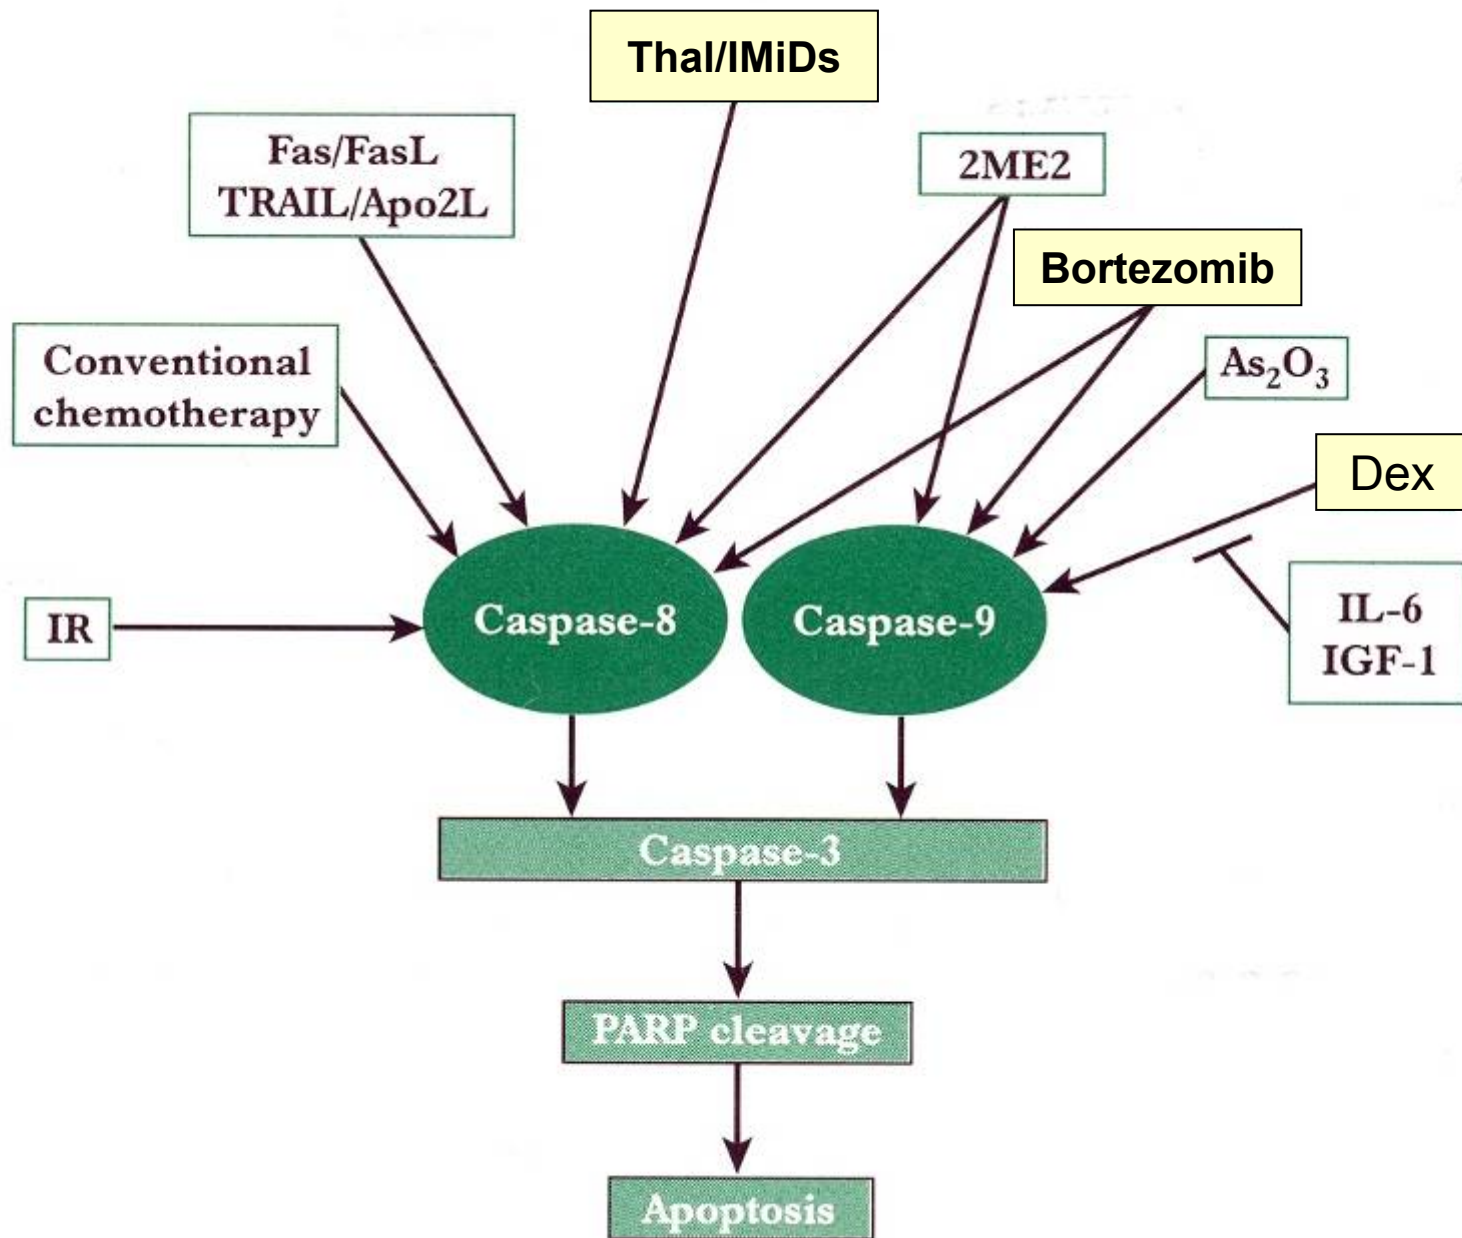 Thal/IMiDs
Fas/FasL
TRAIL/Apo2L
2ME2
Bortezomib
Conventional
chemotherapy
As₂O₃
Dex
IR
Caspase-8
Caspase-9
IL-6
IGF-1
Caspase-3
PARP cleavage
Apoptosis